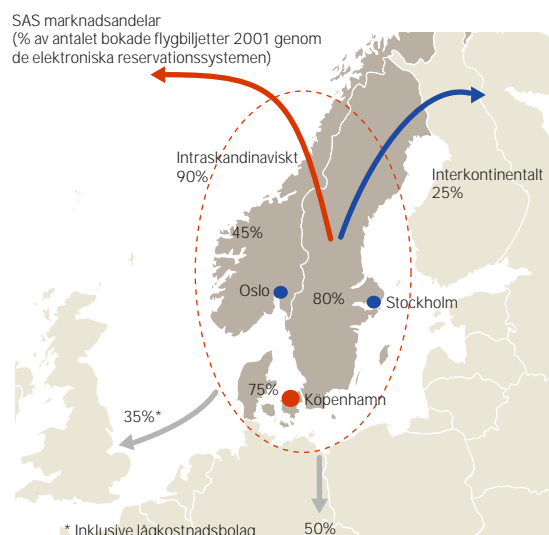 SAS marknadsandelar
(% av antalet bokade flygbiljetter 2001 genom
de elektroniska reservationssystemen)
Intraskandinaviskt
90%
Interkontinentalt
25%
45%
Oslo
80%
Stockholm
75%
Köpenhamn
35%*
* Inklusive lågkostnadsbolag
50%